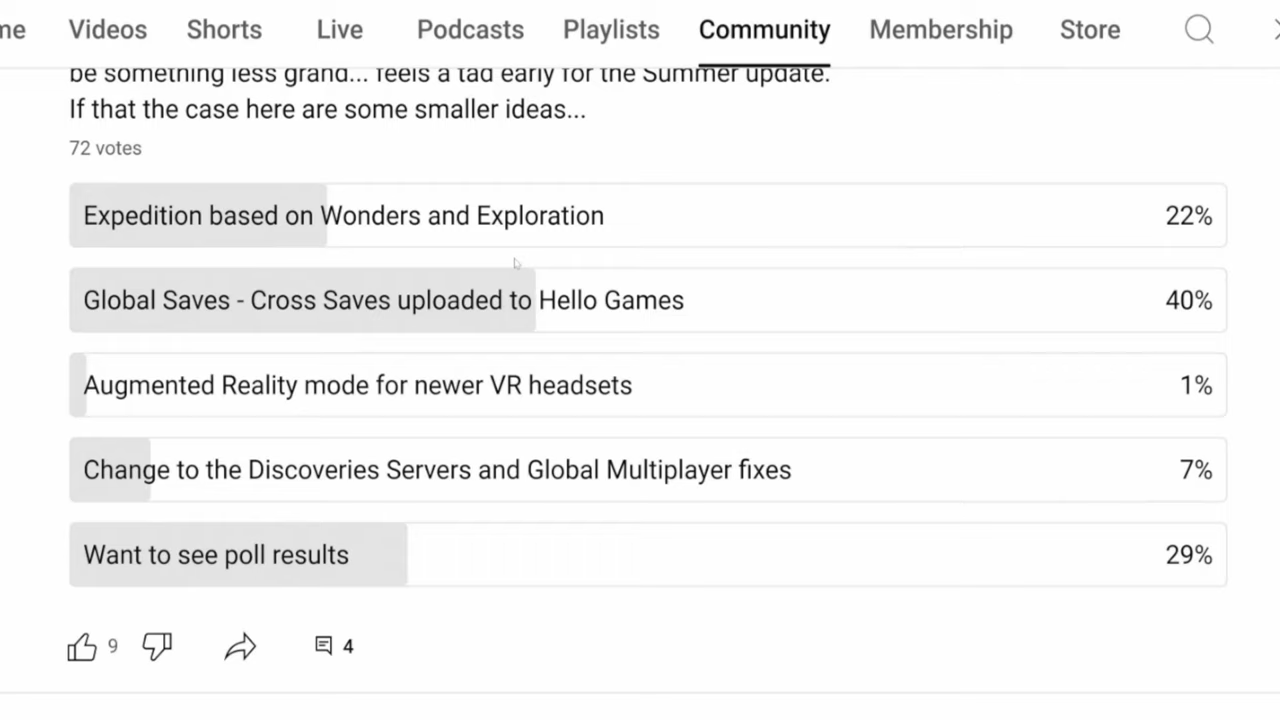 me Videos Shorts Live Podcasts Playlists Community Membership Store
be something less grand... feels a tad early for the Summer update.
If that the case here are some smaller ideas...
72 votes
Expedition based on Wonders and Exploration 22%
Global Saves - Cross Saves uploaded to Hello Games 40%
Augmented Reality mode for newer VR headsets 1%
Change to the Discoveries Servers and Global Multiplayer fixes 7%
Want to see poll results 29%
9 4